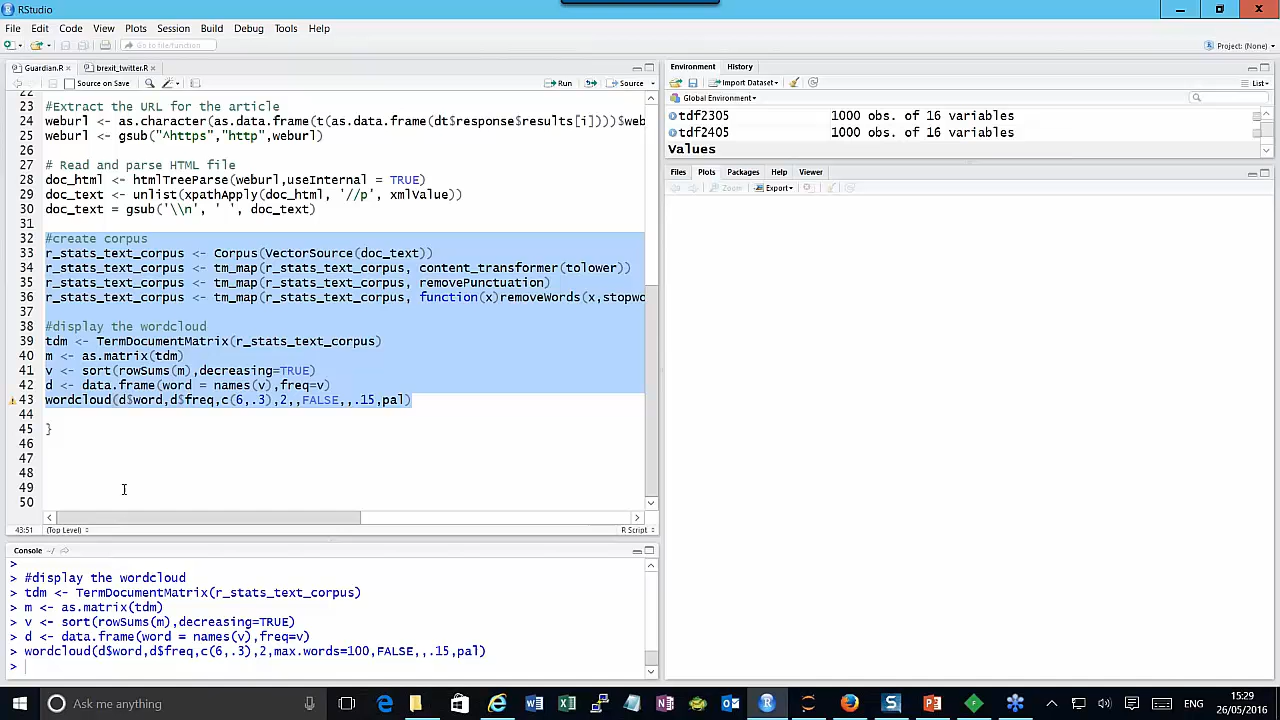 RStudio
File Edit Code View Plots Session Build Debug Tools Help
Go to file/function
Project: (None)
Guardian.R
brexit_twitter.R
Source on Save
Run
Source
22
23 #Extract the URL for the article
24 weburl <- as.character(as.data.frame(t(as.data.frame(dt$response$results[i])))$web
25 weburl <- gsub("^https","http",weburl)
26
27 # Read and parse HTML file
28 doc_html <- htmlTreeParse(weburl,useInternal = TRUE)
29 doc_text <- unlist(xpathApply(doc_html, '//p', xmlValue))
30 doc_text = gsub('\\n', ' ', doc_text)
31
32 #create corpus
33 r_stats_text_corpus <- Corpus(VectorSource(doc_text))
34 r_stats_text_corpus <- tm_map(r_stats_text_corpus, content_transformer(tolower))
35 r_stats_text_corpus <- tm_map(r_stats_text_corpus, removePunctuation)
36 r_stats_text_corpus <- tm_map(r_stats_text_corpus, function(x)removeWords(x,stopwo
37
38 #display the wordcloud
39 tdm <- TermDocumentMatrix(r_stats_text_corpus)
40 m <- as.matrix(tdm)
41 v <- sort(rowSums(m),decreasing=TRUE)
42 d <- data.frame(word = names(v),freq=v)
43 wordcloud(d$word,d$freq,c(6,.3),2,,FALSE,,.15,pal)
44
45 }
46
47
48
49
50
43:51 (Top Level) R Script
Console ~/
>
> #display the wordcloud
> tdm <- TermDocumentMatrix(r_stats_text_corpus)
> m <- as.matrix(tdm)
> v <- sort(rowSums(m),decreasing=TRUE)
> d <- data.frame(word = names(v),freq=v)
> wordcloud(d$word,d$freq,c(6,.3),2,max.words=100,FALSE,,.15,pal)
>
Environment History
Import Dataset
List
Global Environment
tdf2305 1000 obs. of 16 variables
tdf2405 1000 obs. of 16 variables
Values
Files Plots Packages Help Viewer
Zoom Export
Ask me anything
ENG
15:29
26/05/2016